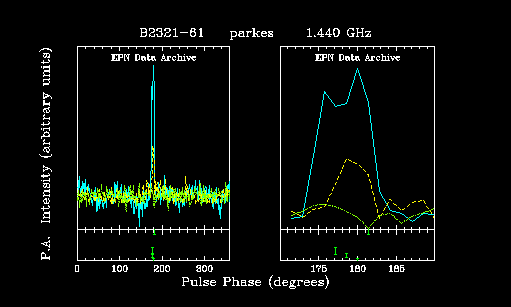 B2321-61 parkes 1.440 GHz
EPN Data Archive EPN Data Archive
Intensity (arbitrary units)
P.A.
0 100 200 300 175 180 185
Pulse Phase (degrees)